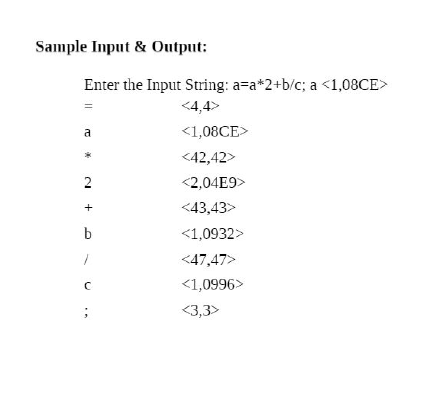 Sample Input & Output:
Enter the Input String: a=a*2+b/c; a <1,08CE>
= <4,4>
a <1,08CE>
* <42,42>
2 <2,04E9>
+ <43,43>
b <1,0932>
/ <47,47>
c <1,0996>
; <3,3>